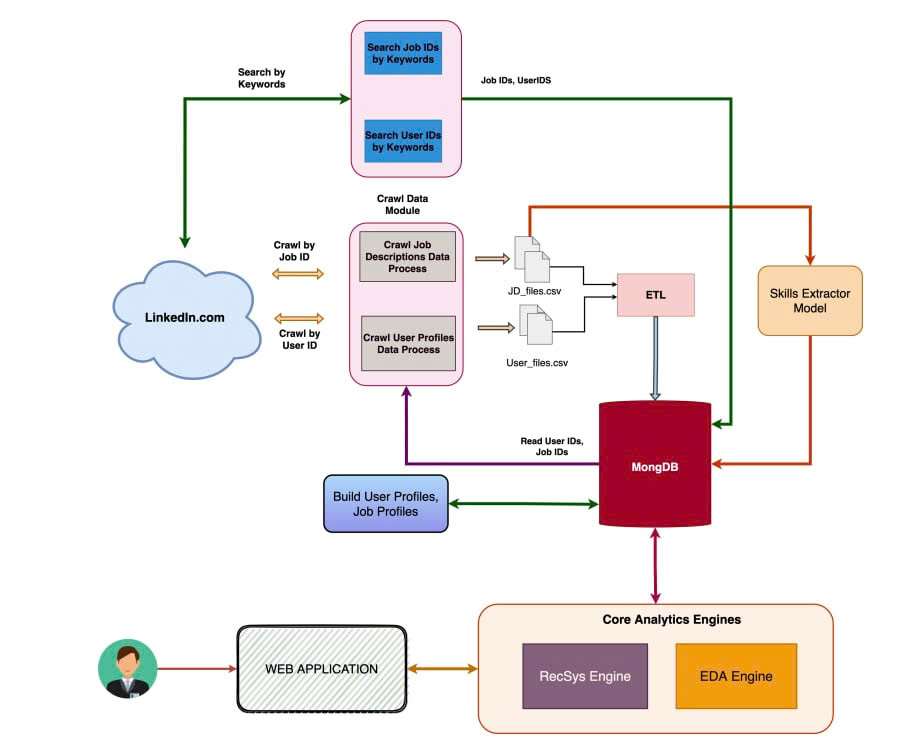 Search Job IDs
by Keywords
Search by
Keywords
Job IDs, UserIDS
Search User IDs
by Keywords
Crawl Data
Module
Crawl by
Job ID
Crawl Job
Descriptions Data
Process
JD_files.csv
ETL
Skills Extractor
Model
LinkedIn.com
Crawl by
User ID
Crawl User Profiles
Data Process
User_files.csv
Read User IDs,
Job IDs
MongDB
Build User Profiles,
Job Profiles
Core Analytics Engines
WEB APPLICATION
RecSys Engine
EDA Engine